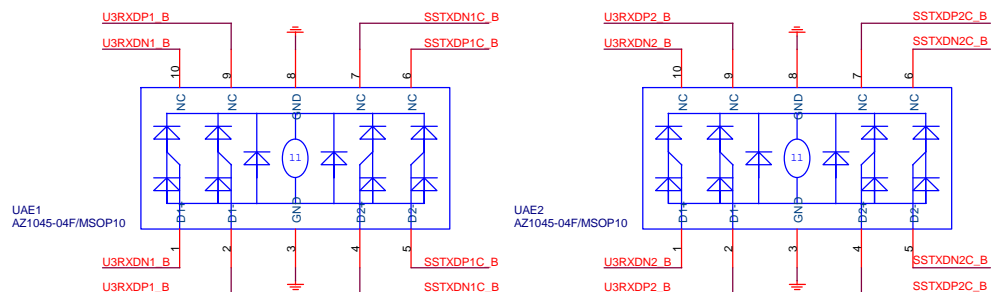 U3RXDP1_B
SSTXDN1C_B
U3RXDN1_B
SSTXDP1C_B
10
9
8
7
6
NC
NC
GND
NC
NC
11
D1+
D1-
GND
D2+
D2-
UAE1
AZ1045-04F/MSOP10
1
2
3
4
5
U3RXDN1_B
SSTXDP1C_B
U3RXDP1_B
SSTXDN1C_B
U3RXDP2_B
SSTXDP2C_B
U3RXDN2_B
SSTXDN2C_B
10
9
8
7
6
NC
NC
GND
NC
NC
11
D1+
D1-
GND
D2+
D2-
UAE2
AZ1045-04F/MSOP10
1
2
3
4
5
U3RXDN2_B
SSTXDN2C_B
U3RXDP2_B
SSTXDP2C_B